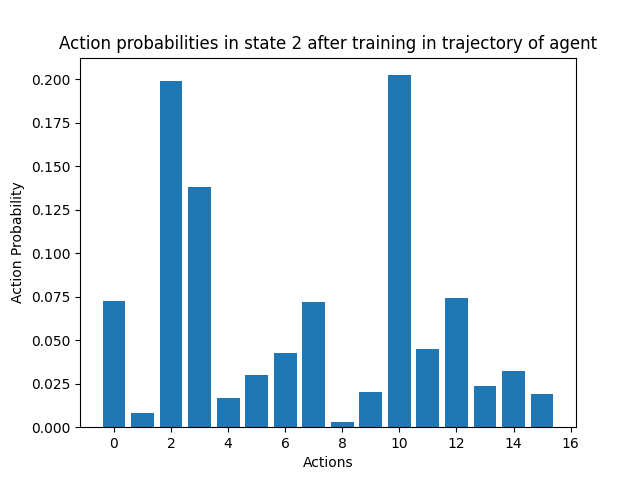 Action probabilities in state 2 after training in trajectory of agent
0.200
0.175
0.150
0.125
0.100
0.075
0.050
0.025
0.000
Action Probability
0 2 4 6 8 10 12 14 16
Actions